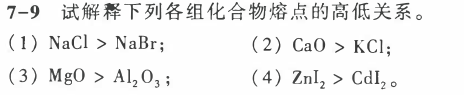 7-9 试解释下列各组化合物熔点的高低关系。
(1) NaCl > NaBr; (2) CaO > KCl;
(3) MgO > Al₂O₃; (4) ZnI₂ > CdI₂。